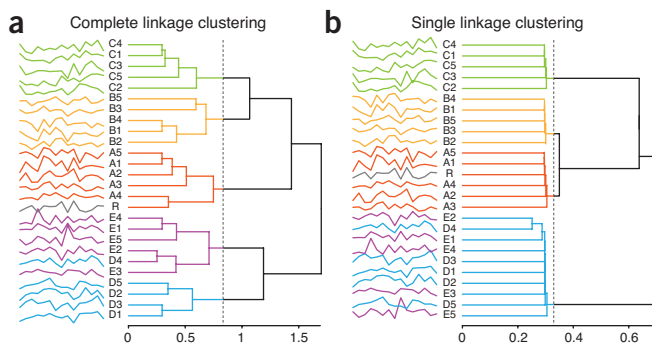 a Complete linkage clustering
C4
C1
C3
C5
C2
B5
B3
B4
B1
B2
A5
A1
A2
A3
A4
R
E4
E1
E5
E2
D4
E3
D5
D2
D3
D1
0 0.5 1 1.5
b Single linkage clustering
C4
C1
C5
C3
C2
B4
B1
B5
B3
B2
A5
A1
R
A4
A2
A3
E2
D4
E1
E4
D3
D1
D2
E3
D5
E5
0 0.2 0.4 0.6